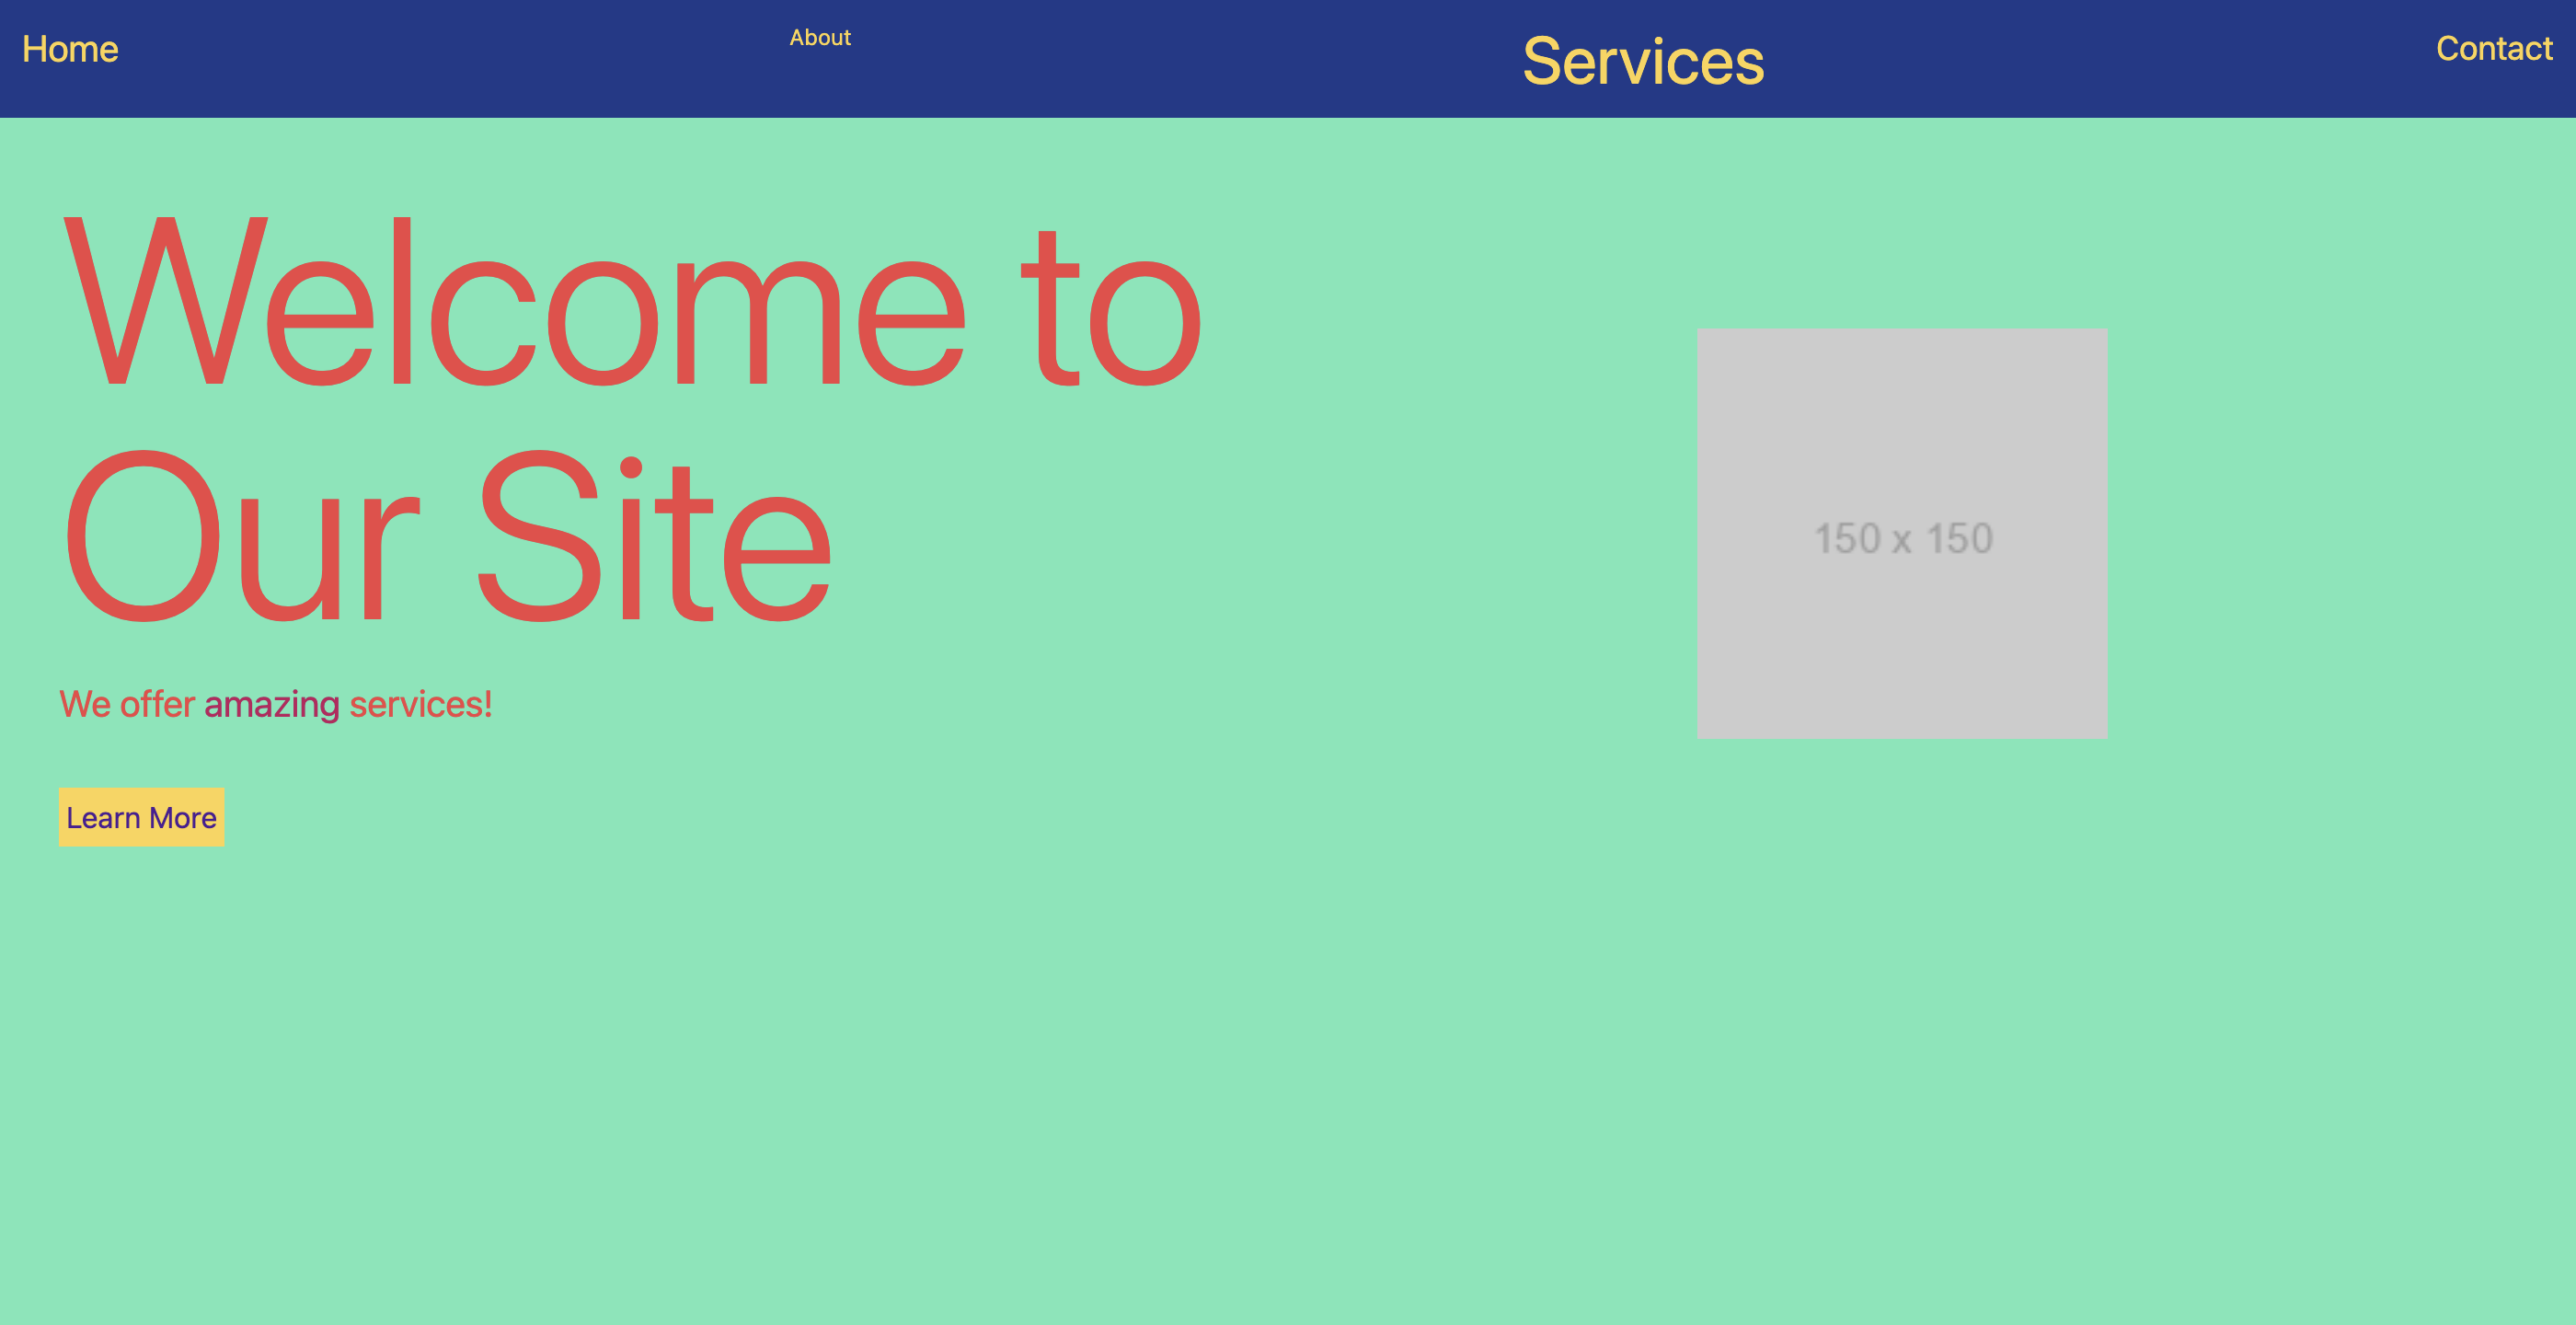 Home About Services Contact
Welcome to
Our Site
150 x 150
We offer amazing services!
Learn More